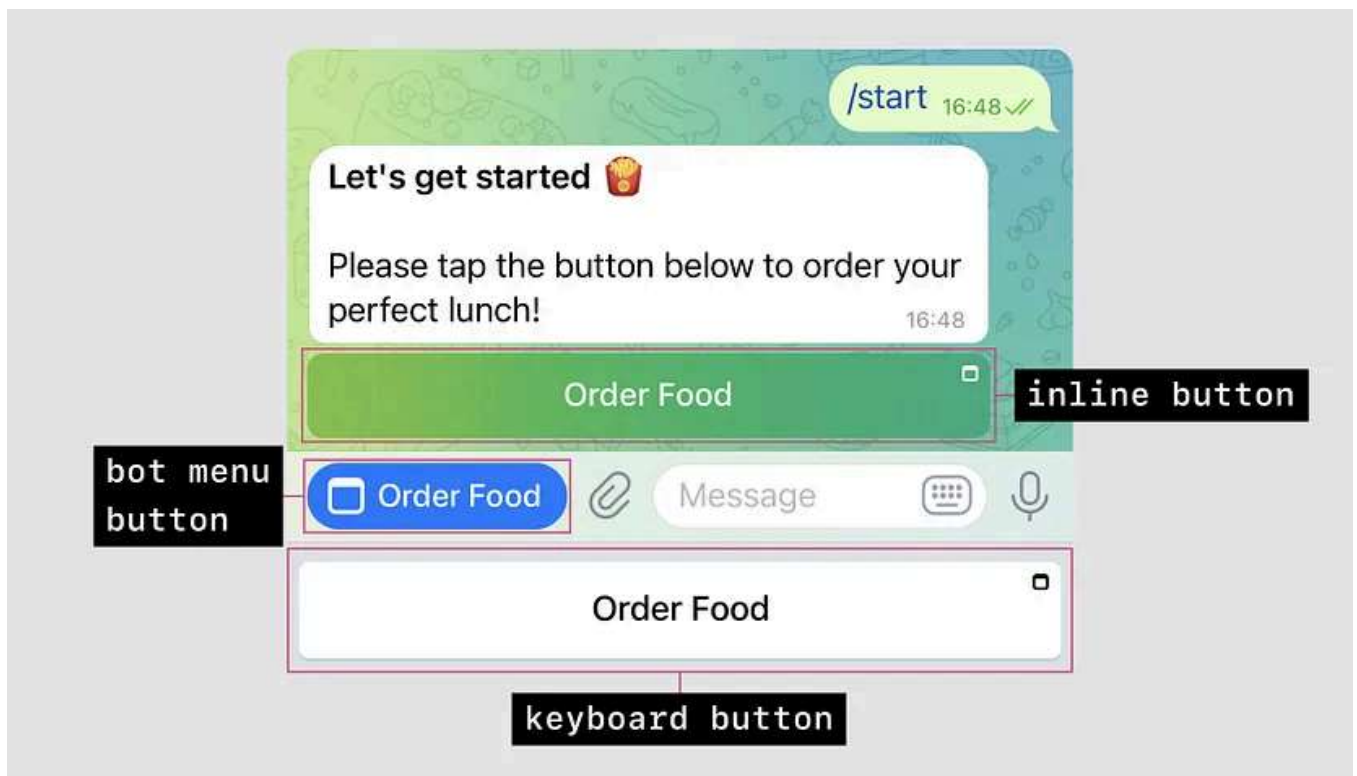 /start 16:48
Let's get started 🍟
Please tap the button below to order your
perfect lunch!
16:48
Order Food
inline button
bot menu
button
Order Food
Message
Order Food
keyboard button